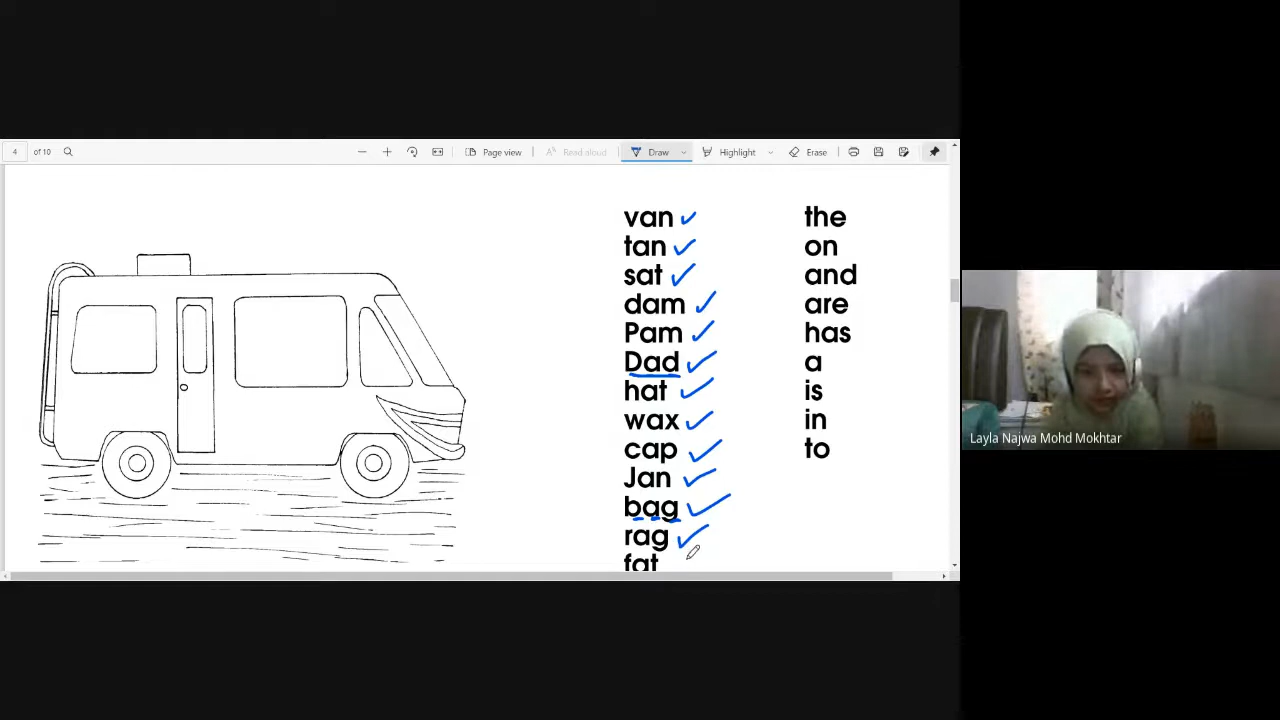 4 of 10 Page view Read aloud Draw Highlight Erase
van the
tan on
sat and
dam are
Pam has
Dad a
hat is
wax in
cap to
Jan
bag
rag
fat
Layla Najwa Mohd Mokhtar